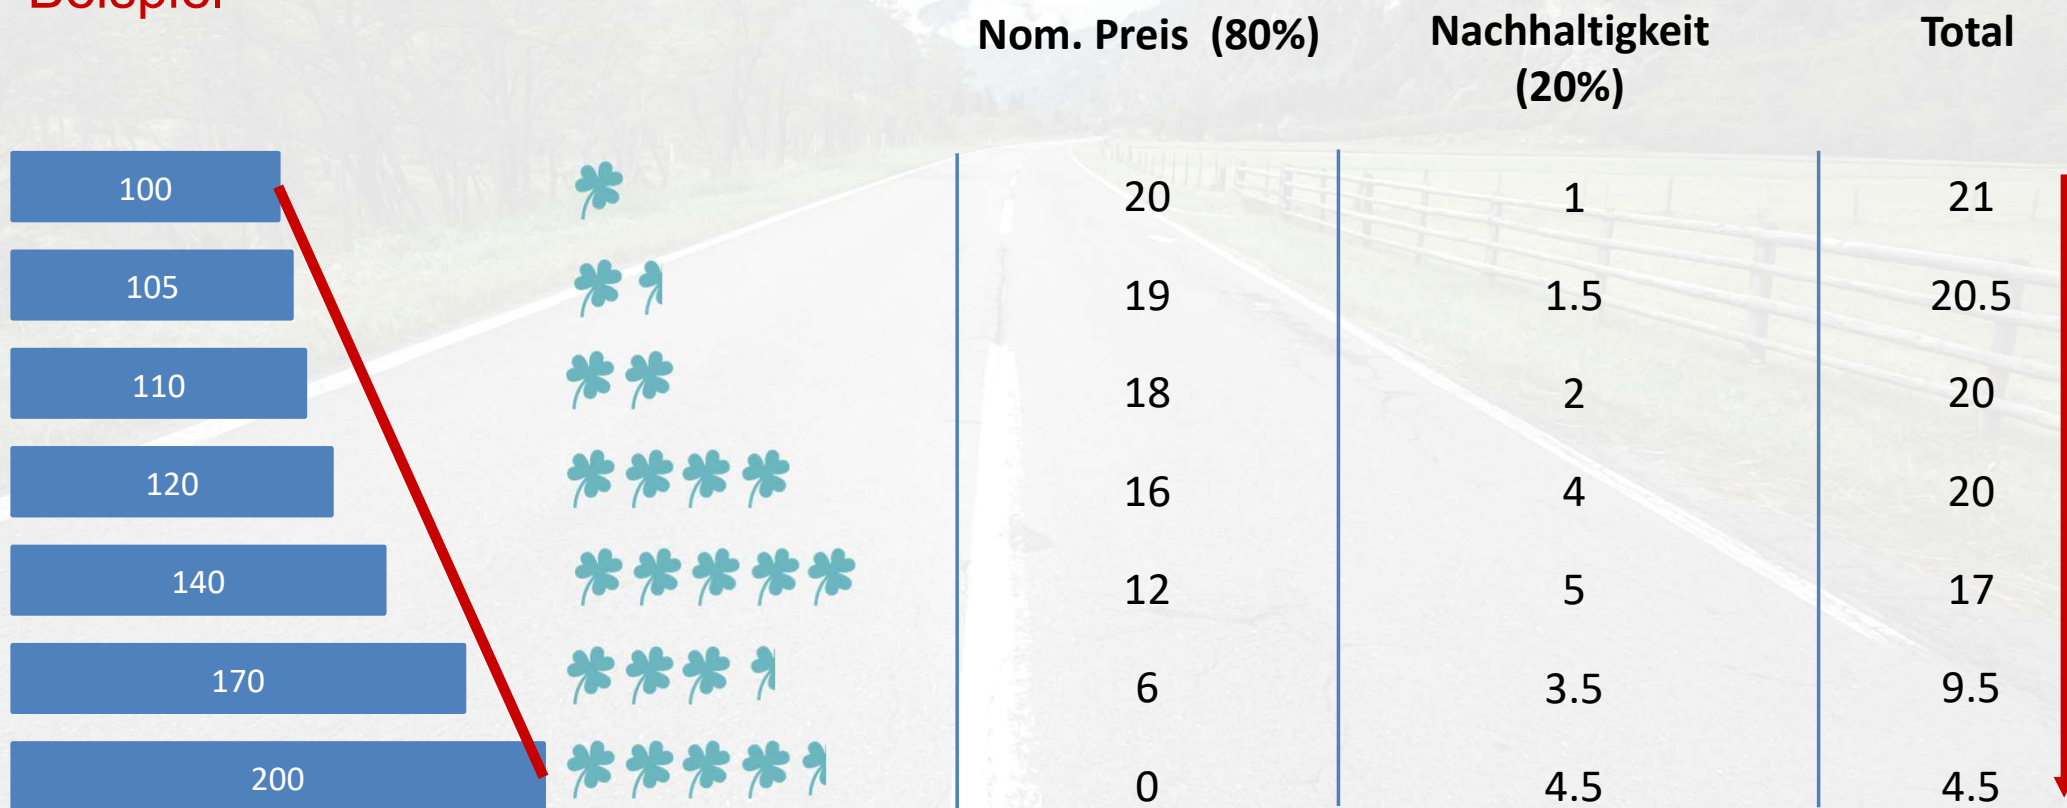 Beispiel
Nom. Preis (80%) Nachhaltigkeit Total
(20%)
100 20 1 21
105 19 1.5 20.5
110 18 2 20
120 16 4 20
140 12 5 17
170 6 3.5 9.5
200 0 4.5 4.5